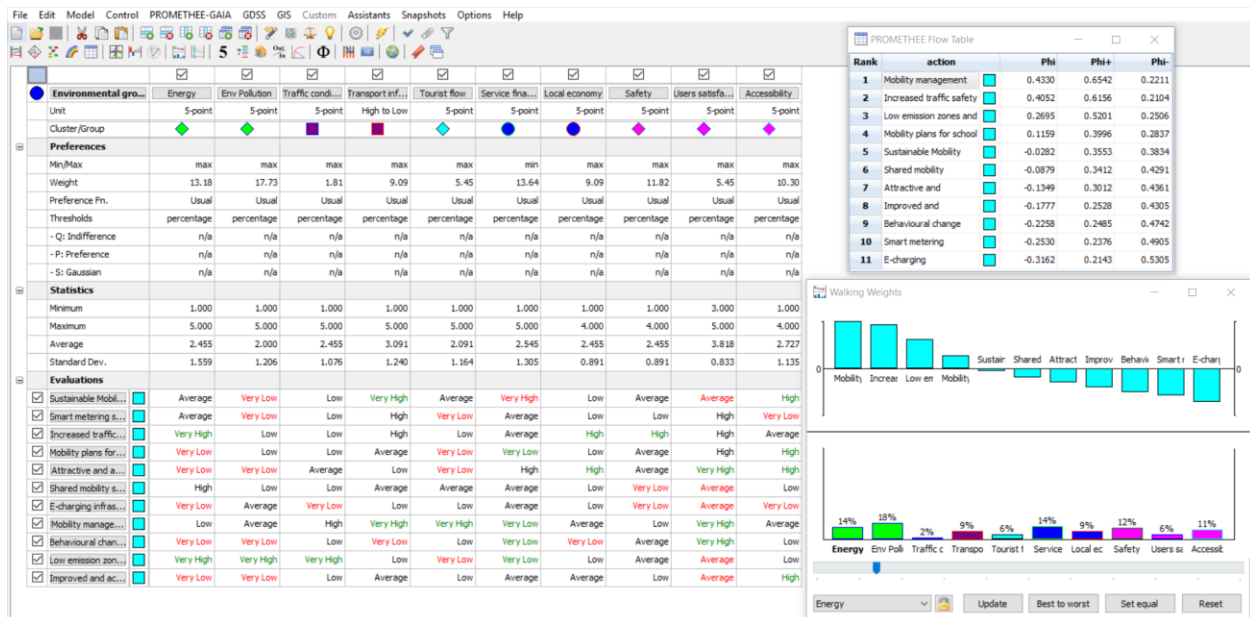 File Edit Model Control PROMETHEE-GAIA GDSS GIS Custom Assistants Snapshots Options Help
Environmental gro... Energy Env Pollution Traffic condi... Transport inf... Tourist flow Service fina... Local economy Safety Users satisfa... Accessibility
Unit 5-point 5-point 5-point High to Low 5-point 5-point 5-point 5-point 5-point 5-point
Cluster/Group
Preferences
Min/Max max max max max max min max max max max
Weight 13.18 17.73 1.81 9.09 5.45 13.64 9.09 11.82 5.45 10.30
Preference Fn. Usual Usual Usual Usual Usual Usual Usual Usual Usual Usual
Thresholds percentage percentage percentage percentage percentage percentage percentage percentage percentage percentage
- Q: Indifference n/a n/a n/a n/a n/a n/a n/a n/a n/a n/a
- P: Preference n/a n/a n/a n/a n/a n/a n/a n/a n/a n/a
- S: Gaussian n/a n/a n/a n/a n/a n/a n/a n/a n/a n/a
Statistics
Minimum 1.000 1.000 1.000 1.000 1.000 1.000 1.000 1.000 3.000 1.000
Maximum 5.000 5.000 5.000 5.000 5.000 5.000 4.000 4.000 5.000 4.000
Average 2.455 2.000 2.455 3.091 2.091 2.545 2.455 2.455 3.818 2.727
Standard Dev. 1.559 1.206 1.076 1.240 1.164 1.305 0.891 0.891 0.833 1.135
Evaluations
Sustainable Mobil... Average Very Low Low Very High Average Very High Low Average Average High
Smart metering s... Average Very Low Low High Very Low Average Low Low High Very Low
Increased traffic... Very High Low Low High Low Average High High High Average
Mobility plans for... Very Low Low Low Average Very Low Very Low Low Average High High
Attractive and a... Very Low Very Low Average Low Very Low High High Average Very High High
Shared mobility s... High Low Low Average Average Average Low Very Low Average Low
E-charging infras... Very Low Average Very Low Low Low Average Low Very Low Average Very Low
Mobility manage... Low Average High Very High Very High Very Low Average Average Very High Average
Behavioural chan... Very Low Low Low Very Low Low Very Low Very Low Average Very High Low
Low emission zon... Very High Very High Very High Low Very Low Very Low Low Low Average Low
Improved and ac... Very Low Very Low Low Average Low Average Average Low Average High
PROMETHEE Flow Table
Rank action Phi Phi+ Phi-
1 Mobility management 0.4330 0.6542 0.2211
2 Increased traffic safety 0.4052 0.6156 0.2104
3 Low emission zones and 0.2695 0.5201 0.2506
4 Mobility plans for school 0.1159 0.3996 0.2837
5 Sustainable Mobility -0.0282 0.3553 0.3834
6 Shared mobility -0.0879 0.3412 0.4291
7 Attractive and -0.1349 0.3012 0.4361
8 Improved and -0.1777 0.2528 0.4305
9 Behavioural change -0.2258 0.2485 0.4742
10 Smart metering -0.2530 0.2376 0.4905
11 E-charging -0.3162 0.2143 0.5305
Walking Weights
Sustain Shared Attract Improv Behavi Smart r E-charg
0 0
Mobility Increas Low em Mobility
14% 18% 2% 9% 6% 14% 9% 12% 6% 11%
Energy Env Poll Traffic c Transpo Tourist f Service Local ec Safety Users sa Accessib
Energy Update Best to worst Set equal Reset